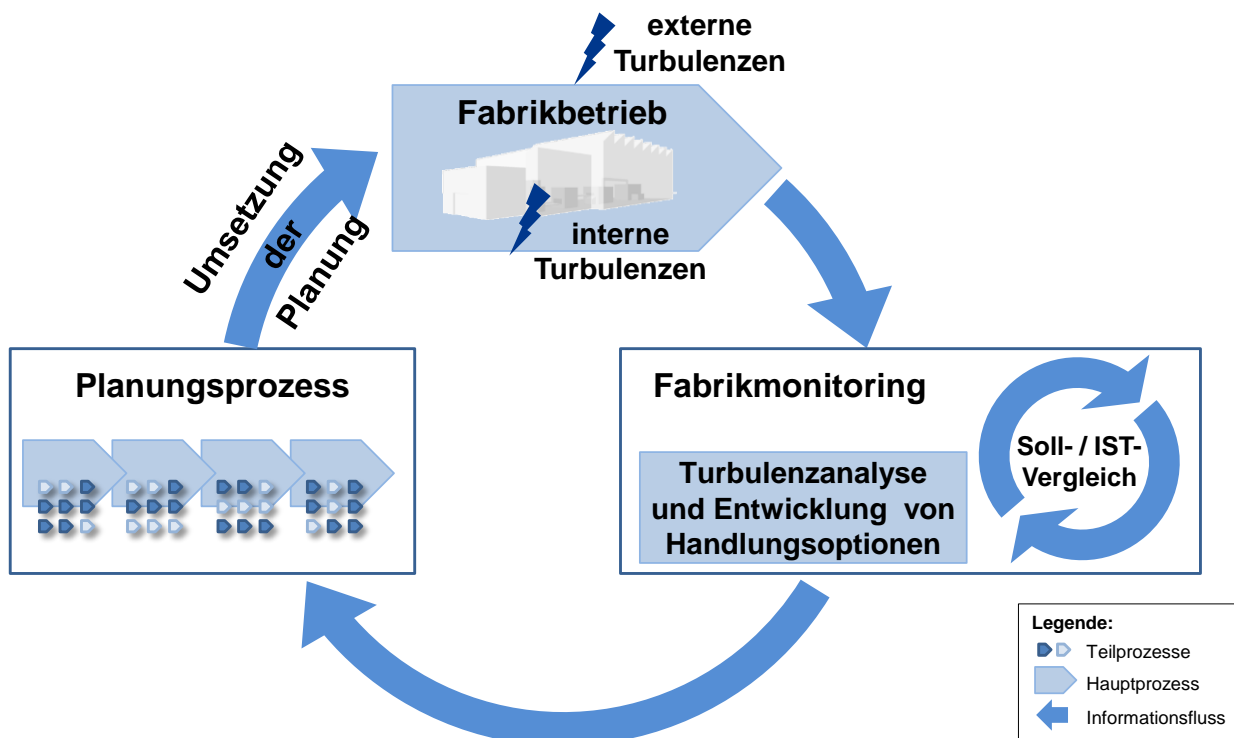 externe
Turbulenzen
Fabrikbetrieb
interne
Turbulenzen
Umsetzung
der
Planung
Planungsprozess
Fabrikmonitoring
Soll- / IST-
Vergleich
Turbulenzanalyse
und Entwicklung von
Handlungsoptionen
Legende:
Teilprozesse
Hauptprozess
Informationsfluss